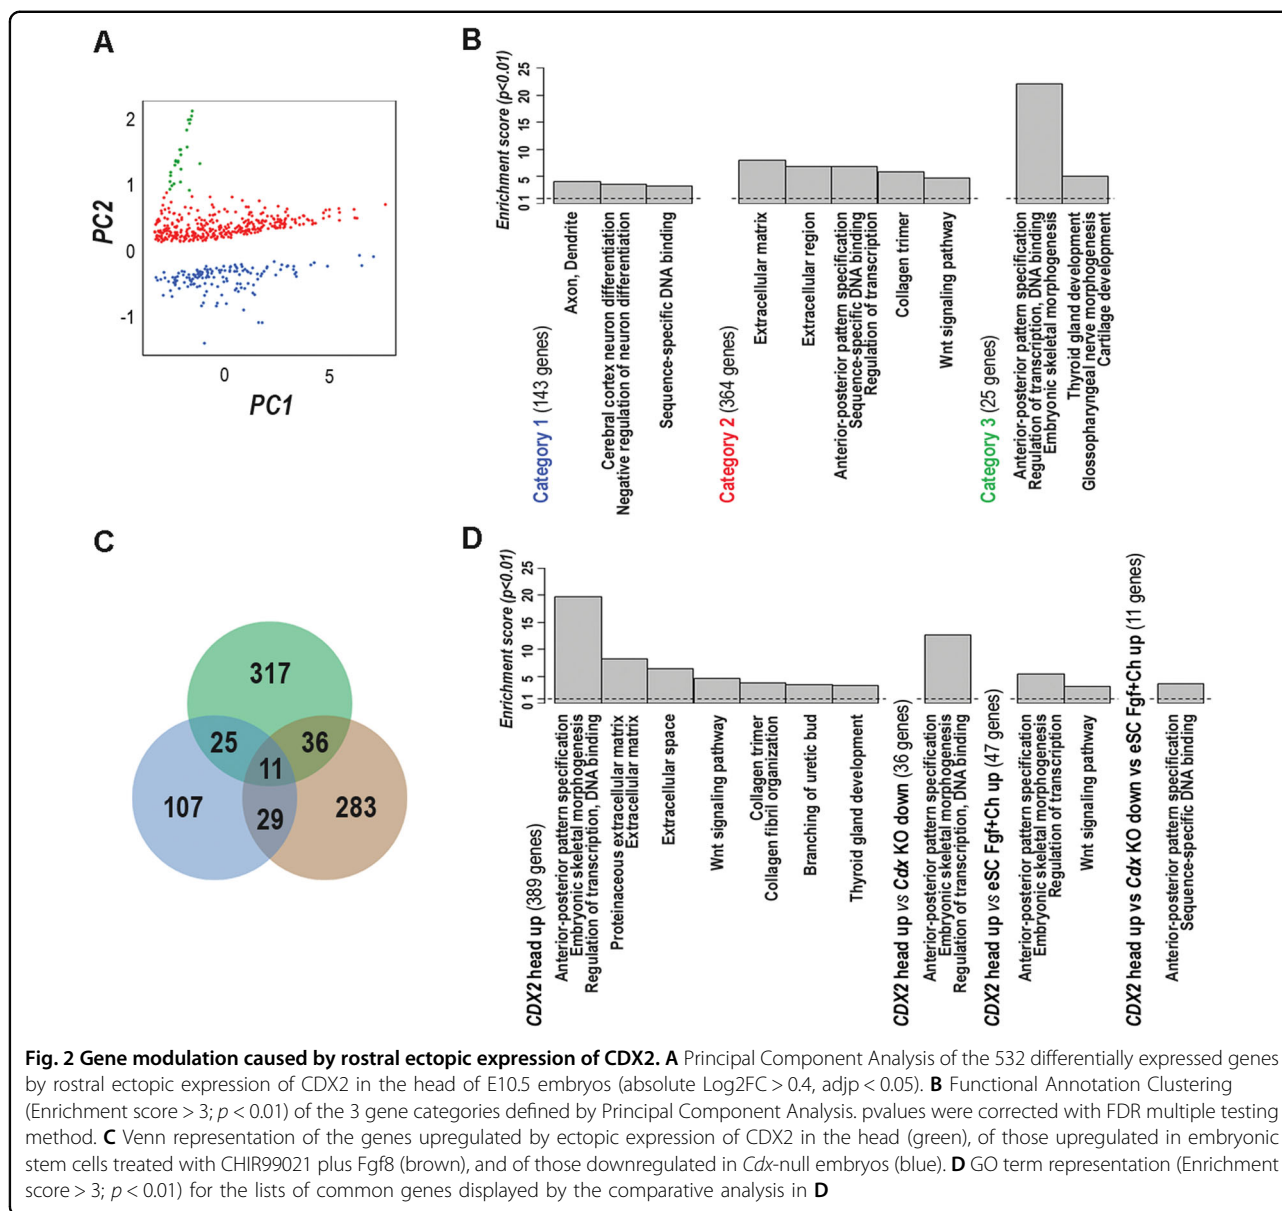 A
2
1
0
-1
PC2
0
5
PC1
B
Enrichment score (p<0.01)
25
20
15
10
5
1
0
Category 1 (143 genes)
Axon, Dendrite
Cerebral cortex neuron differentiation
Negative regulation of neuron differentiation
Sequence-specific DNA binding
Category 2 (364 genes)
Extracellular matrix
Extracellular region
Anterior-posterior pattern specification
Sequence-specific DNA binding
Regulation of transcription
Collagen trimer
Wnt signaling pathway
Category 3 (25 genes)
Anterior-posterior pattern specification
Regulation of transcription, DNA binding
Embryonic skeletal morphogenesis
Thyroid gland development
Glossopharyngeal nerve morphogenesis
Cartilage development
C
317
25
36
11
107
29
283
D
Enrichment score (p<0.01)
25
20
15
10
5
1
0
CDX2 head up (389 genes)
Anterior-posterior pattern specification
Embryonic skeletal morphogenesis
Regulation of transcription, DNA binding
Proteinaceous extracellular matrix
Extracellular matrix
Extracellular space
Wnt signaling pathway
Collagen trimer
Collagen fibril organization
Branching of uretic bud
Thyroid gland development
CDX2 head up vs Cdx KO down (36 genes)
Anterior-posterior pattern specification
Embryonic skeletal morphogenesis
Regulation of transcription, DNA binding
CDX2 head up vs eSC Fgf+Ch up (47 genes)
Anterior-posterior pattern specification
Embryonic skeletal morphogenesis
Regulation of transcription
Wnt signaling pathway
CDX2 head up vs Cdx KO down vs eSC Fgf+Ch up (11 genes)
Anterior-posterior pattern specification
Sequence-specific DNA binding
Fig. 2 Gene modulation caused by rostral ectopic expression of CDX2. A Principal Component Analysis of the 532 differentially expressed genes
by rostral ectopic expression of CDX2 in the head of E10.5 embryos (absolute Log2FC > 0.4, adjp < 0.05). B Functional Annotation Clustering
(Enrichment score > 3; p < 0.01) of the 3 gene categories defined by Principal Component Analysis. pvalues were corrected with FDR multiple testing
method. C Venn representation of the genes upregulated by ectopic expression of CDX2 in the head (green), of those upregulated in embryonic
stem cells treated with CHIR99021 plus Fgf8 (brown), and of those downregulated in Cdx-null embryos (blue). D GO term representation (Enrichment
score > 3; p < 0.01) for the lists of common genes displayed by the comparative analysis in D